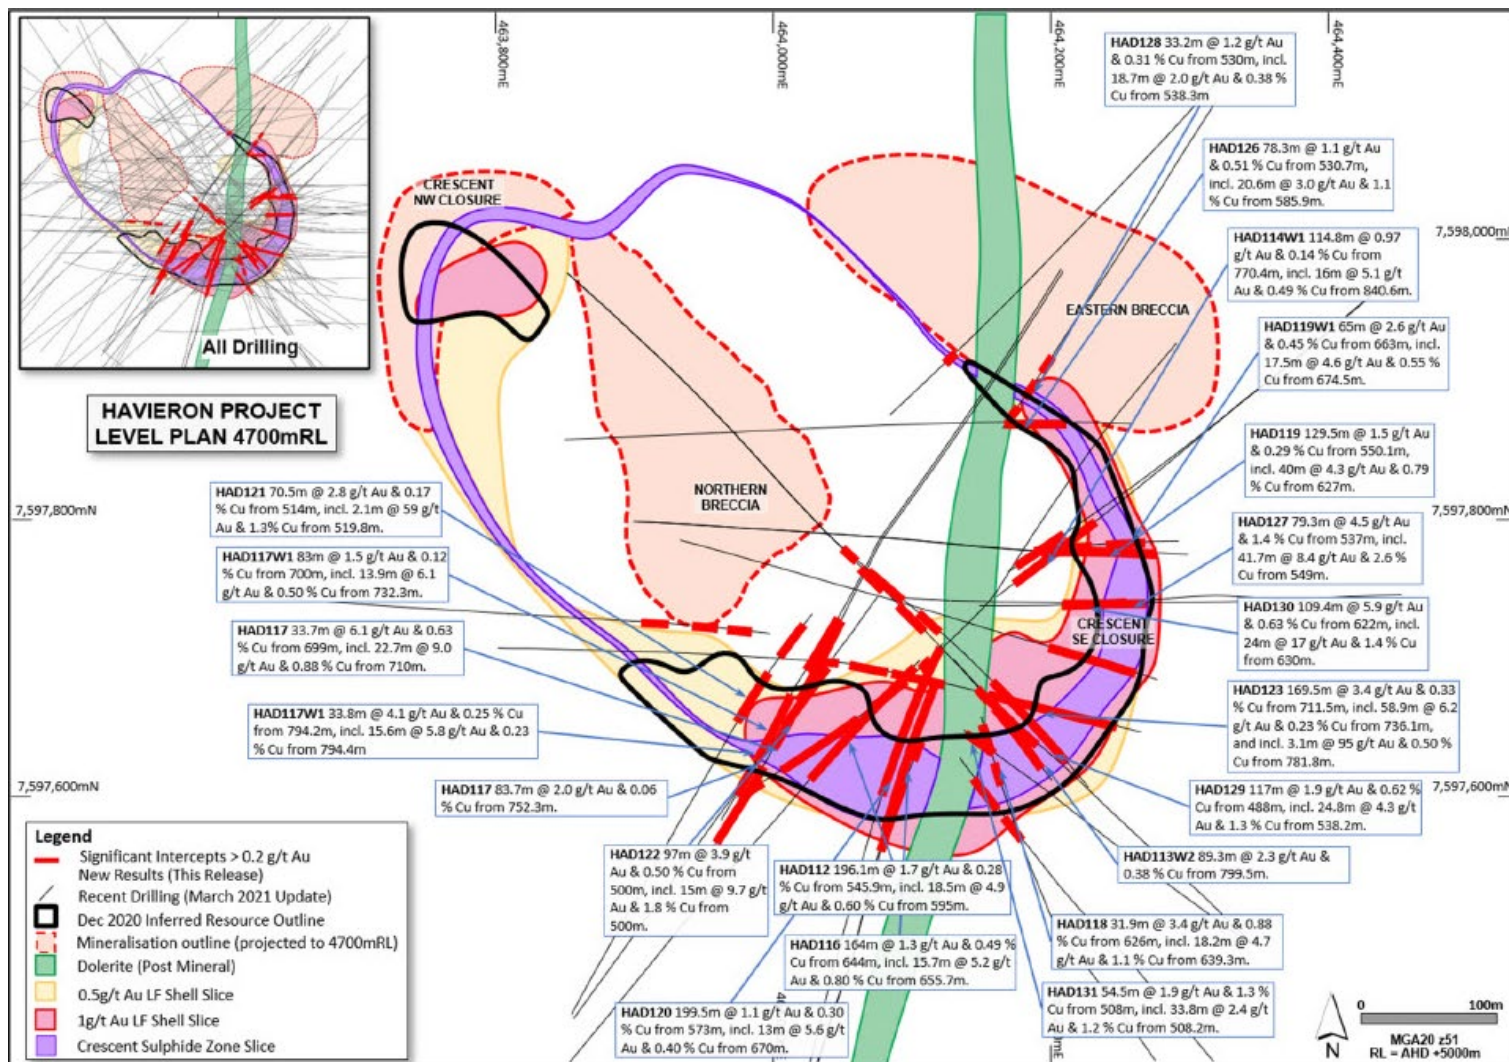 463,800mE
464,000mE
464,200mE
464,400mE
All Drilling
HAVIERON PROJECT
LEVEL PLAN 4700mRL
CRESCENT
NW CLOSURE
NORTHERN
BRECCIA
EASTERN BRECCIA
CRESCENT
SE CLOSURE
7,598,000mN
7,597,800mN
7,597,800mN
7,597,600mN
7,597,600mN
HAD128 33.2m @ 1.2 g/t Au
& 0.31 % Cu from 530m, incl.
18.7m @ 2.0 g/t Au & 0.38 %
Cu from 538.3m
HAD126 78.3m @ 1.1 g/t Au
& 0.51 % Cu from 530.7m,
incl. 20.6m @ 3.0 g/t Au & 1.1
% Cu from 585.9m.
HAD114W1 114.8m @ 0.97
g/t Au & 0.14 % Cu from
770.4m, incl. 16m @ 5.1 g/t
Au & 0.49 % Cu from 840.6m.
HAD119W1 65m @ 2.6 g/t Au
& 0.45 % Cu from 663m, incl.
17.5m @ 4.6 g/t Au & 0.55 %
Cu from 674.5m.
HAD119 129.5m @ 1.5 g/t Au
& 0.29 % Cu from 550.1m,
incl. 40m @ 4.3 g/t Au & 0.79
% Cu from 627m.
HAD127 79.3m @ 4.5 g/t Au
& 1.4 % Cu from 537m, incl.
41.7m @ 8.4 g/t Au & 2.6 %
Cu from 549m.
HAD130 109.4m @ 5.9 g/t Au
& 0.63 % Cu from 622m, incl.
24m @ 17 g/t Au & 1.4 % Cu
from 630m.
HAD123 169.5m @ 3.4 g/t Au & 0.33
% Cu from 711.5m, incl. 58.9m @ 6.2
g/t Au & 0.23 % Cu from 736.1m,
and incl. 3.1m @ 95 g/t Au & 0.50 %
Cu from 781.8m.
HAD129 117m @ 1.9 g/t Au & 0.62 %
Cu from 488m, incl. 24.8m @ 4.3 g/t
Au & 1.3 % Cu from 538.2m.
HAD113W2 89.3m @ 2.3 g/t Au &
0.38 % Cu from 799.5m.
HAD118 31.9m @ 3.4 g/t Au & 0.88
% Cu from 626m, incl. 18.2m @ 4.7
g/t Au & 1.1 % Cu from 639.3m.
HAD131 54.5m @ 1.9 g/t Au & 1.3 %
Cu from 508m, incl. 33.8m @ 2.4 g/t
Au & 1.2 % Cu from 508.2m.
HAD121 70.5m @ 2.8 g/t Au & 0.17
% Cu from 514m, incl. 2.1m @ 59 g/t
Au & 1.3% Cu from 519.8m.
HAD117W1 83m @ 1.5 g/t Au & 0.12
% Cu from 700m, incl. 13.9m @ 6.1
g/t Au & 0.50 % Cu from 732.3m.
HAD117 33.7m @ 6.1 g/t Au & 0.63
% Cu from 699m, incl. 22.7m @ 9.0
g/t Au & 0.88 % Cu from 710m.
HAD117W1 33.8m @ 4.1 g/t Au & 0.25 % Cu
from 794.2m, incl. 15.6m @ 5.8 g/t Au & 0.23
% Cu from 794.4m
HAD117 83.7m @ 2.0 g/t Au & 0.06
% Cu from 752.3m.
HAD122 97m @ 3.9 g/t
Au & 0.50 % Cu from
500m, incl. 15m @ 9.7 g/t
Au & 1.8 % Cu from
500m.
HAD112 196.1m @ 1.7 g/t Au & 0.28
% Cu from 545.9m, incl. 18.5m @ 4.9
g/t Au & 0.60 % Cu from 595m.
HAD116 164m @ 1.3 g/t Au & 0.49 %
Cu from 644m, incl. 15.7m @ 5.2 g/t
Au & 0.80 % Cu from 655.7m.
HAD120 199.5m @ 1.1 g/t Au & 0.30
% Cu from 573m, incl. 13m @ 5.6 g/t
Au & 0.40 % Cu from 670m.
Legend
Significant Intercepts > 0.2 g/t Au
New Results (This Release)
Recent Drilling (March 2021 Update)
Dec 2020 Inferred Resource Outline
Mineralisation outline (projected to 4700mRL)
Dolerite (Post Mineral)
0.5g/t Au LF Shell Slice
1g/t Au LF Shell Slice
Crescent Sulphide Zone Slice
N
0 100m
MGA20 z51
RL = AHD +5000m